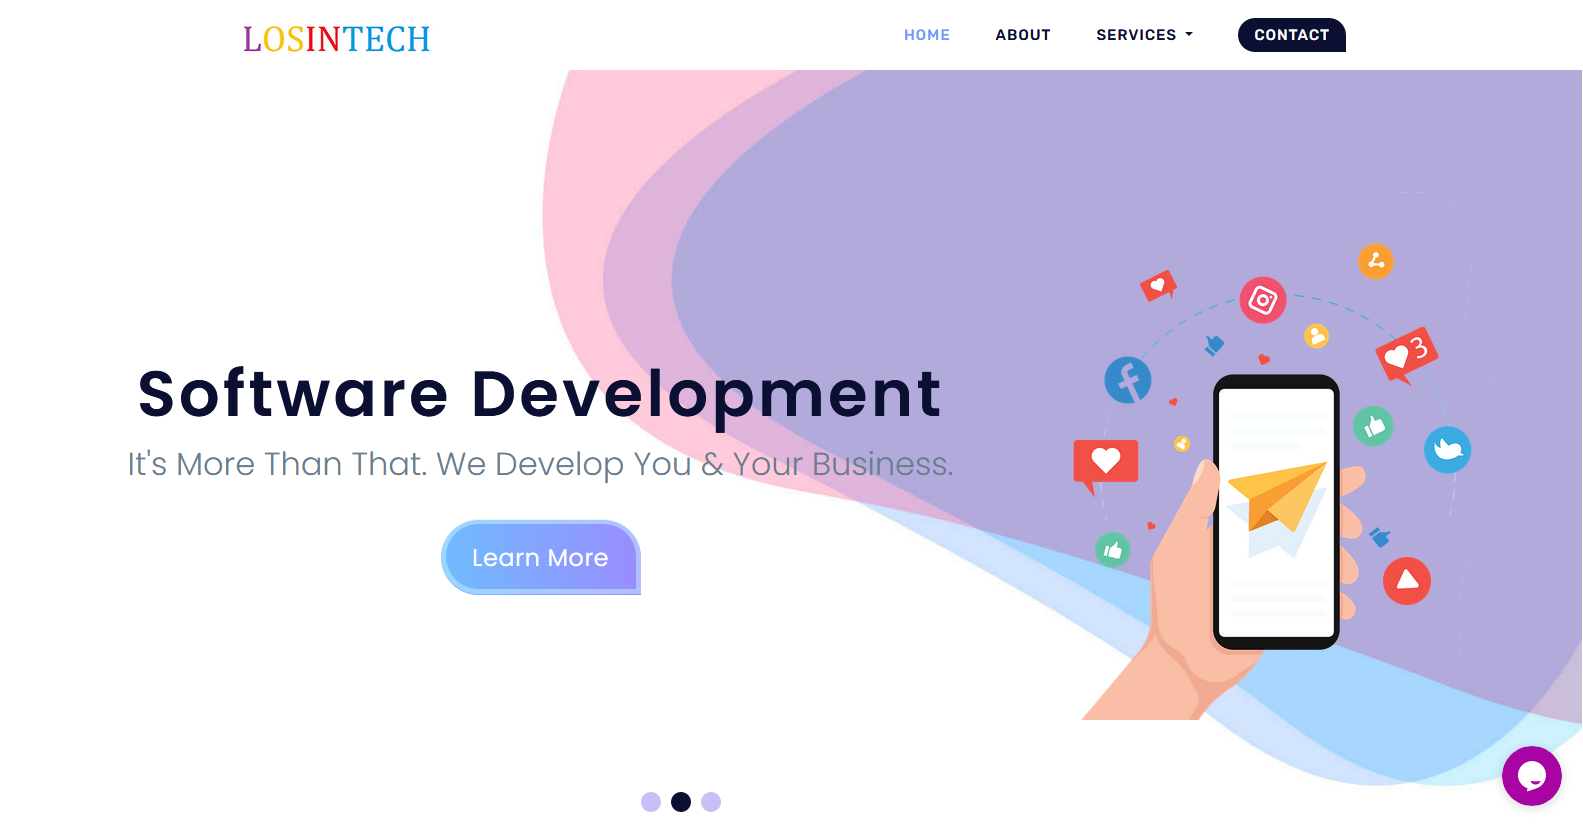 LOSINTECH
HOME ABOUT SERVICES CONTACT
3
Software Development
It's More Than That. We Develop You & Your Business.
Learn More